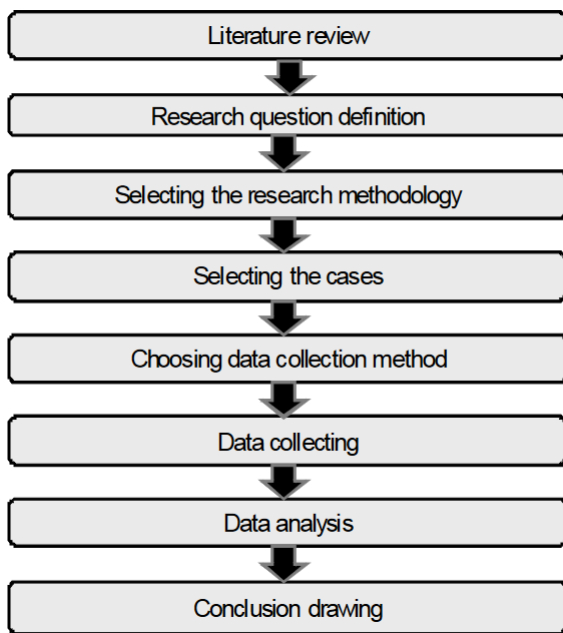 Literature review
Research question definition
Selecting the research methodology
Selecting the cases
Choosing data collection method
Data collecting
Data analysis
Conclusion drawing